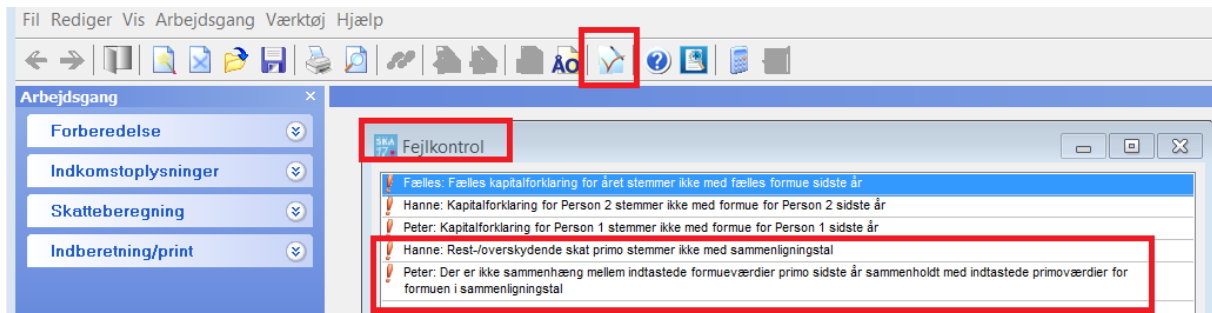 Fil Rediger Vis Arbejdsgang Værktøj Hjælp
ÅO
Arbejdsgang
Forberedelse
Indkomstoplysninger
Skatteberegning
Indberetning/print
SKA
17
Fejlkontrol
Fælles: Fælles kapitalforklaring for året stemmer ikke med fælles formue sidste år
Hanne: Kapitalforklaring for Person 2 stemmer ikke med formue for Person 2 sidste år
Peter: Kapitalforklaring for Person 1 stemmer ikke med formue for Person 1 sidste år
Hanne: Rest-/overskydende skat primo stemmer ikke med sammenligningstal
Peter: Der er ikke sammenhæng mellem indtastede formueværdier primo sidste år sammenholdt med indtastede primoværdier for
formuen i sammenligningstal